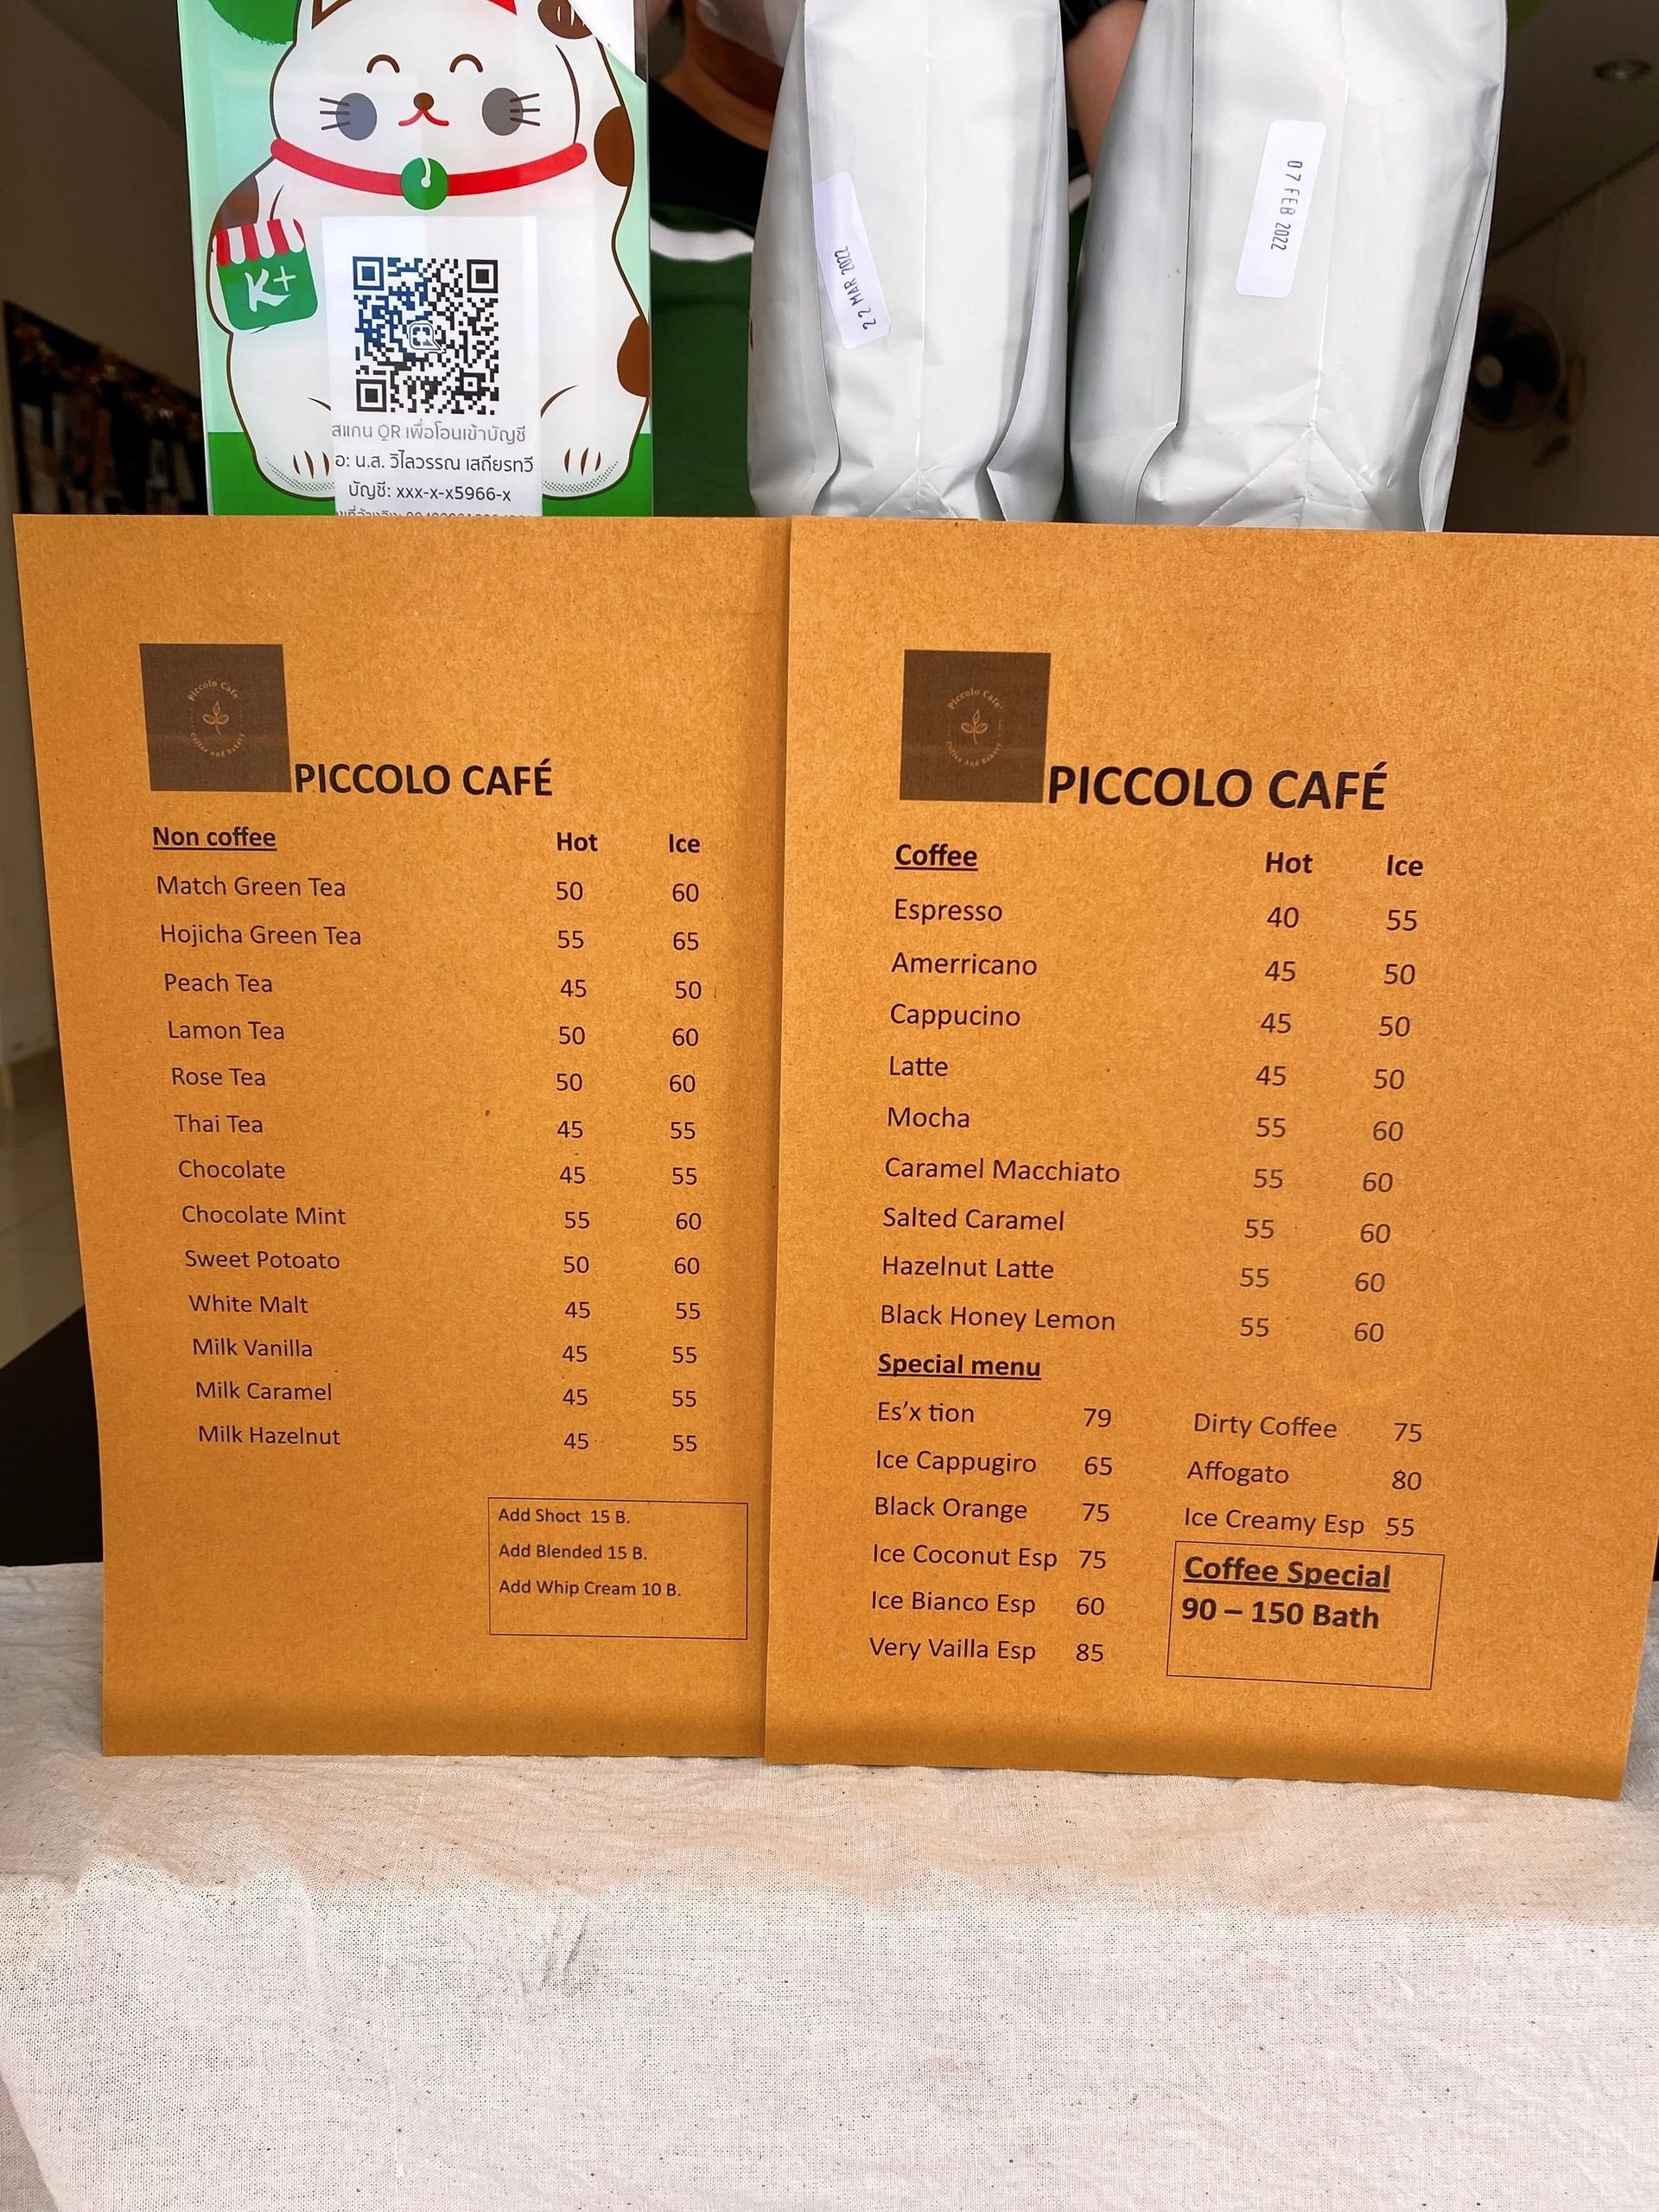 K+
สแกน QR เพื่อโอนเข้าบัญชี
อ: น.ส. วิไลวรรณ เสถียรทวี
บัญชี: xxx-x-x5966-x
22 MAR 2022
07 FEB 2022
Piccolo Cafe
Coffee And Bakery
PICCOLO CAFÉ
Non coffee Hot Ice
Match Green Tea 50 60
Hojicha Green Tea 55 65
Peach Tea 45 50
Lamon Tea 50 60
Rose Tea 50 60
Thai Tea 45 55
Chocolate 45 55
Chocolate Mint 55 60
Sweet Potoato 50 60
White Malt 45 55
Milk Vanilla 45 55
Milk Caramel 45 55
Milk Hazelnut 45 55
Add Shoct 15 B.
Add Blended 15 B.
Add Whip Cream 10 B.
Piccolo Cafe
Coffee And Bakery
PICCOLO CAFÉ
Coffee Hot Ice
Espresso 40 55
Amerricano 45 50
Cappucino 45 50
Latte 45 50
Mocha 55 60
Caramel Macchiato 55 60
Salted Caramel 55 60
Hazelnut Latte 55 60
Black Honey Lemon 55 60
Special menu
Es'x tion 79
Ice Cappugiro 65
Black Orange 75
Ice Coconut Esp 75
Ice Bianco Esp 60
Very Vailla Esp 85
Dirty Coffee 75
Affogato 80
Ice Creamy Esp 55
Coffee Special
90 – 150 Bath